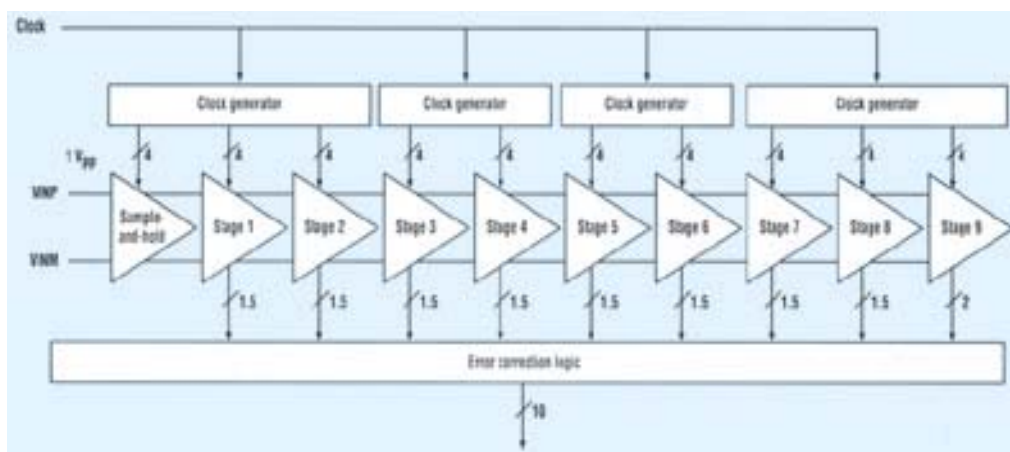 Clock
Clock generator Clock generator Clock generator Clock generator
1 Vpp
4 4 4 4 4 4 4 4 4 4
VINP
Sample-and-hold Stage 1 Stage 2 Stage 3 Stage 4 Stage 5 Stage 6 Stage 7 Stage 8 Stage 9
VINM
1.5 1.5 1.5 1.5 1.5 1.5 1.5 1.5 2
Error correction logic
10